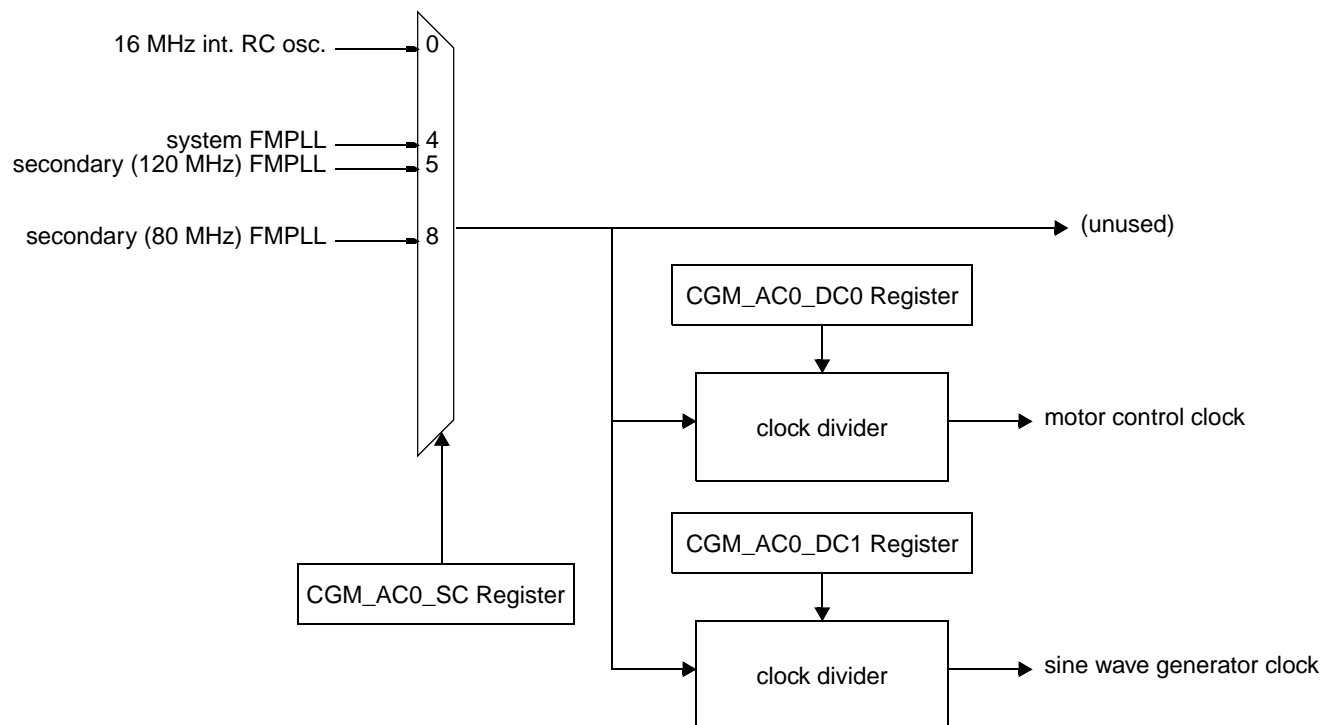 16 MHz int. RC osc.
0
system FMPLL
4
secondary (120 MHz) FMPLL
5
secondary (80 MHz) FMPLL
8
(unused)
CGM_AC0_DC0 Register
clock divider
motor control clock
CGM_AC0_DC1 Register
CGM_AC0_SC Register
clock divider
sine wave generator clock